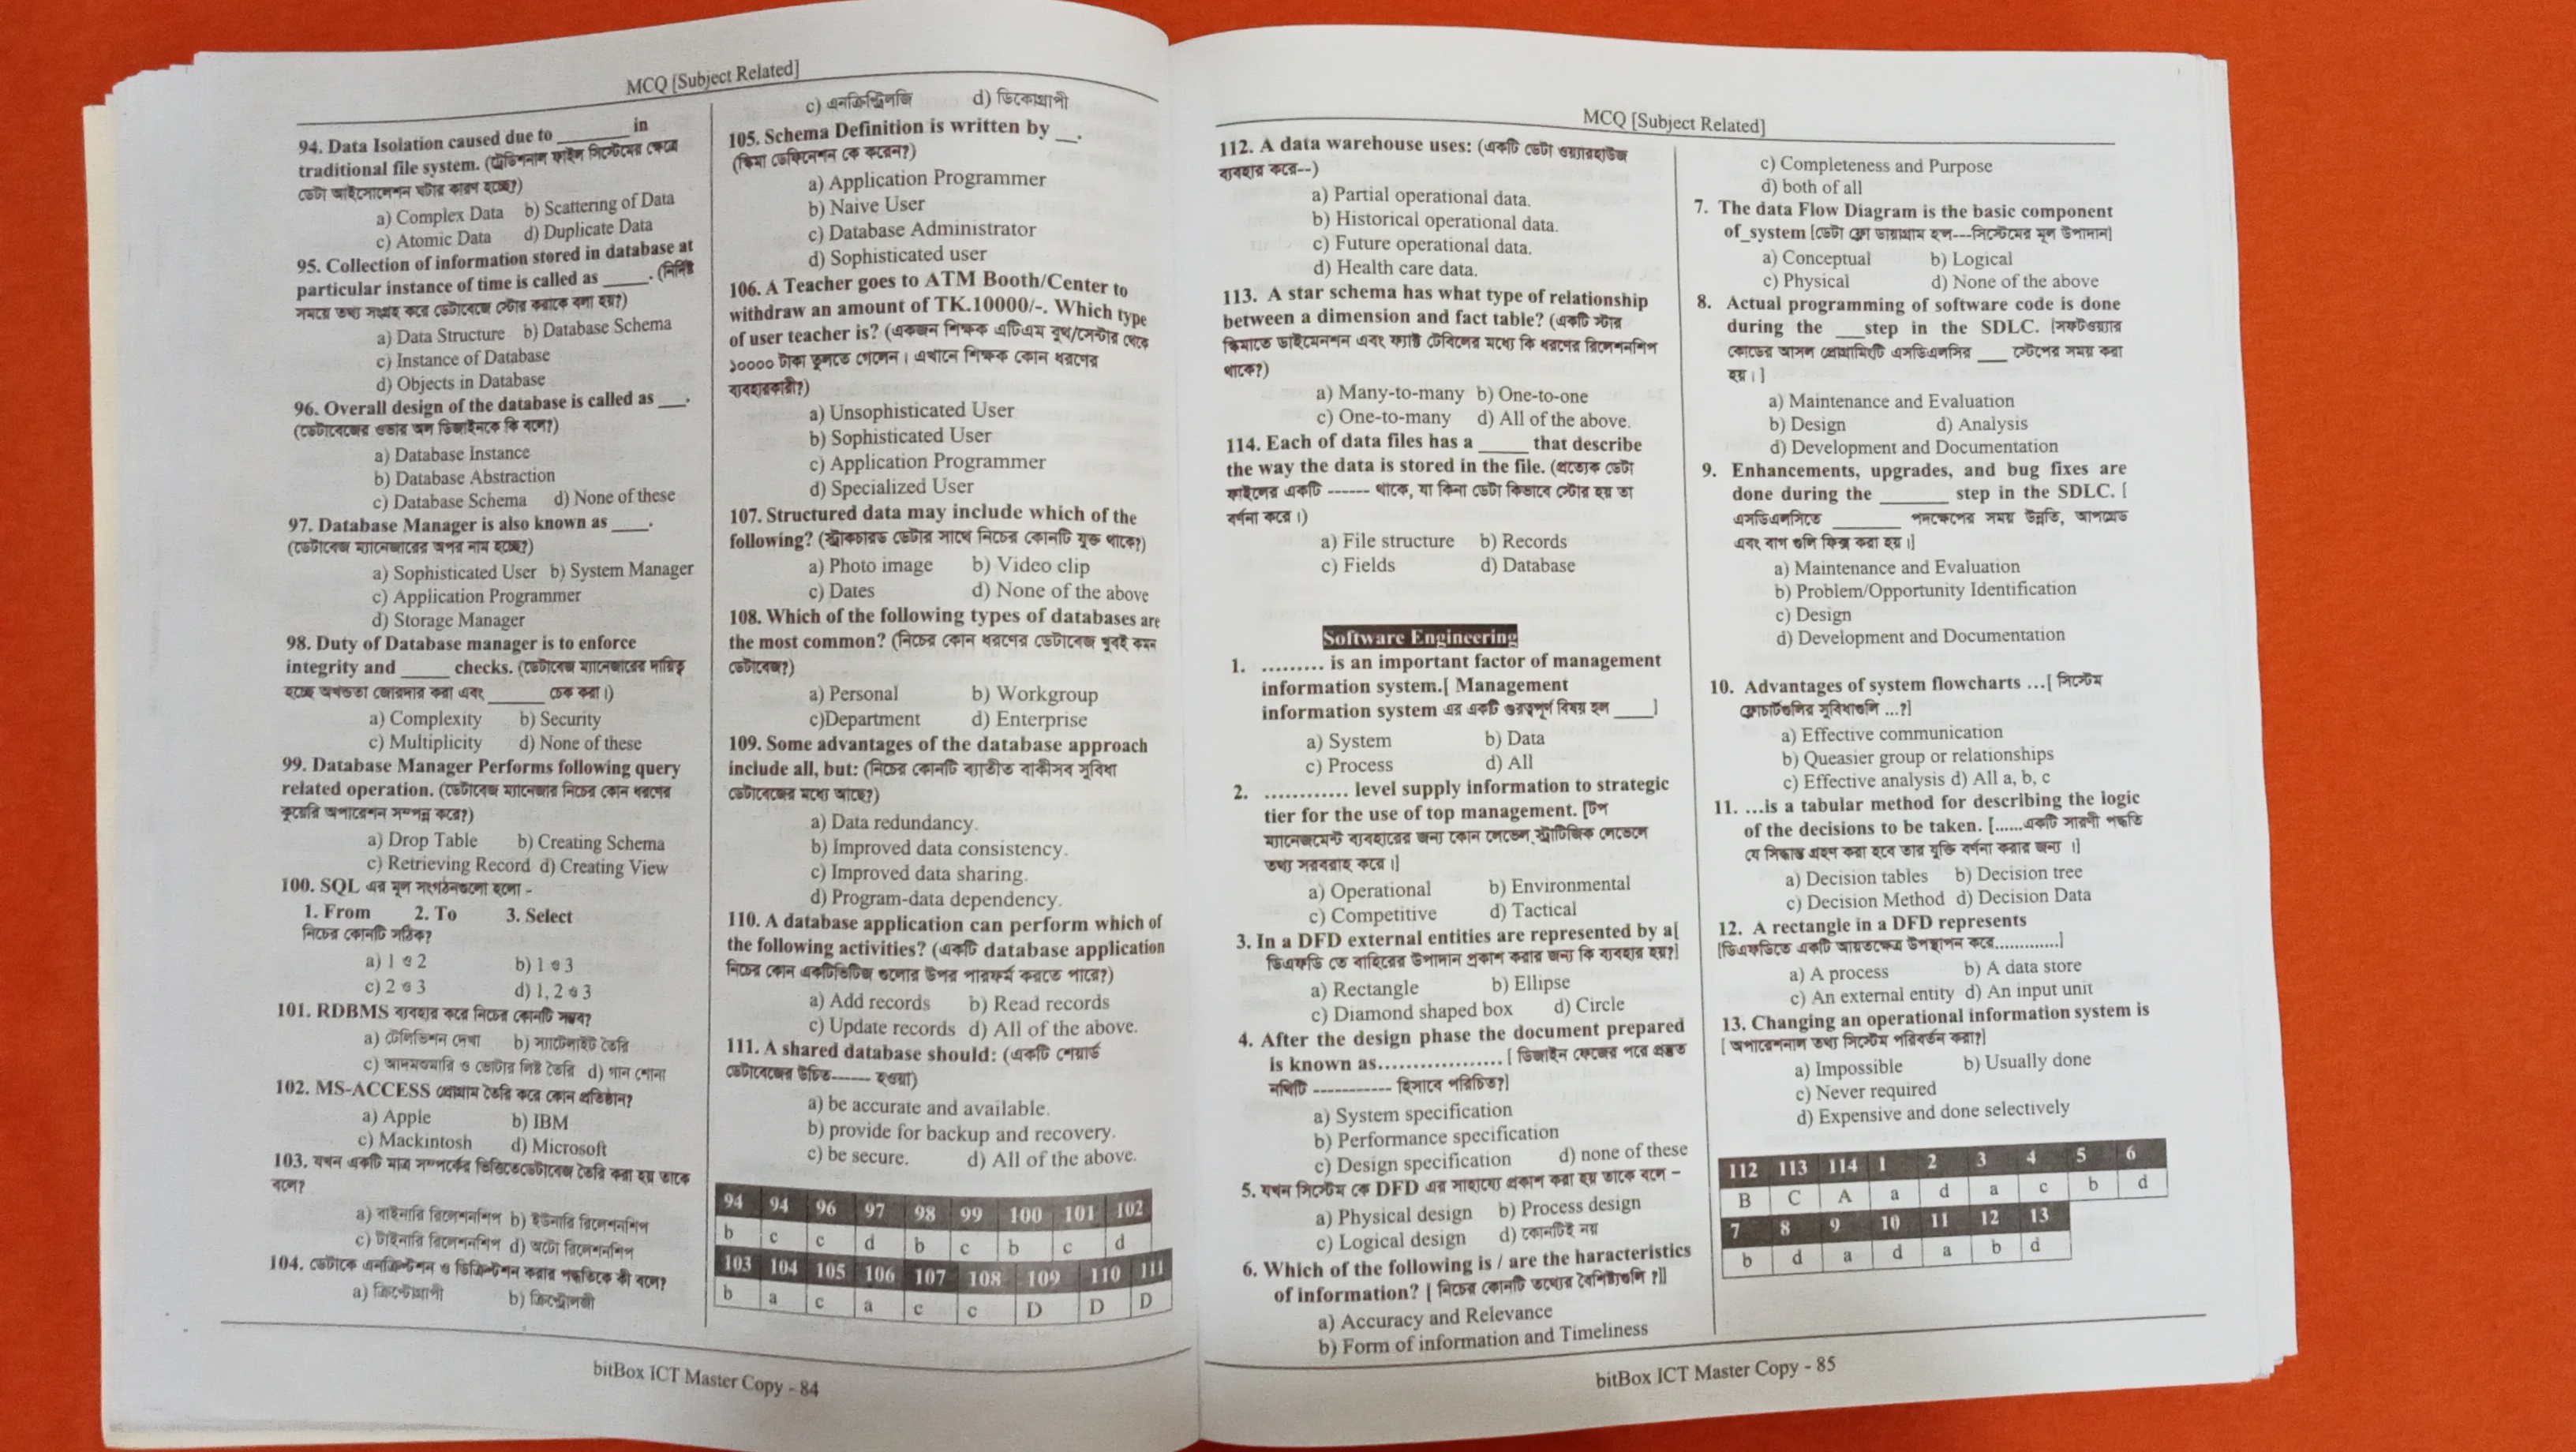 MCQ [Subject Related]
94. Data Isolation caused due to ______ in
traditional file system. (ট্রেডিশনাল ফাইল সিস্টেমের ক্ষেত্রে
ডেটা আইসোলেশন ঘটার কারণ হচ্ছে?)
a) Complex Data b) Scattering of Data
c) Atomic Data d) Duplicate Data
95. Collection of information stored in database at
particular instance of time is called as _____. (নির্দিষ্ট
সময়ে তথ্য সংগ্রহ করে ডেটাবেজে স্টোর করাকে বলা হয়?)
a) Data Structure b) Database Schema
c) Instance of Database
d) Objects in Database
96. Overall design of the database is called as ___.
(ডেটাবেজের ওভার অল ডিজাইনকে কি বলে?)
a) Database Instance
b) Database Abstraction
c) Database Schema d) None of these
97. Database Manager is also known as ____.
(ডেটাবেজ ম্যানেজারের অপর নাম হচ্ছে?)
a) Sophisticated User b) System Manager
c) Application Programmer
d) Storage Manager
98. Duty of Database manager is to enforce
integrity and _____ checks. (ডেটাবেজ ম্যানেজারের দায়িত্ব
হচ্ছে অখন্ডতা জোরদার করা এবং ______ চেক করা।)
a) Complexity b) Security
c) Multiplicity d) None of these
99. Database Manager Performs following query
related operation. (ডেটাবেজ ম্যানেজার নিচের কোন ধরণের
কুয়েরি অপারেশন সম্পন্ন করে?)
a) Drop Table b) Creating Schema
c) Retrieving Record d) Creating View
100. SQL এর মূল সংগঠনগুলো হলো -
1. From 2. To 3. Select
নিচের কোনটি সঠিক?
a) 1 ও 2 b) 1 ও 3
c) 2 ও 3 d) 1, 2 ও 3
101. RDBMS ব্যবহার করে নিচের কোনটি সম্ভব?
a) টেলিভিশন দেখা b) স্যাটেলাইট তৈরি
c) আদমশুমারি ও ভোটার লিষ্ট তৈরি d) গান শোনা
102. MS-ACCESS প্রোগ্রাম তৈরি করে কোন প্রতিষ্ঠান?
a) Apple b) IBM
c) Mackintosh d) Microsoft
103. যখন একটি মাত্র সম্পর্কের ভিত্তিতেডেটাবেজ তৈরি করা হয় তাকে
বলে?
a) বাইনারি রিলেশনশিপ b) ইউনারি রিলেশনশিপ
c) টাইনারি রিলেশনশিপ d) অটো রিলেশনশিপ
104. ডেটাকে এনক্রিপ্টেশন ও ডিক্রিপ্টেশন করার পদ্ধতিকে কী বলে?
a) ক্রিপ্টোগ্রাফী b) ক্রিপ্ট্রোলজী
c) এনক্রিপ্ট্রিলজি d) ডিকোগ্রাপী
105. Schema Definition is written by __.
(স্কিমা ডেফিনেশন কে করেন?)
a) Application Programmer
b) Naive User
c) Database Administrator
d) Sophisticated user
106. A Teacher goes to ATM Booth/Center to
withdraw an amount of TK.10000/-. Which type
of user teacher is? (একজন শিক্ষক এটিএম বুথ/সেন্টার থেকে
১০০০০ টাকা তুলতে গেলেন। এখানে শিক্ষক কোন ধরণের
ব্যবহারকারী?)
a) Unsophisticated User
b) Sophisticated User
c) Application Programmer
d) Specialized User
107. Structured data may include which of the
following? (স্ট্রাকচারড ডেটার সাথে নিচের কোনটি যুক্ত থাকে?)
a) Photo image b) Video clip
c) Dates d) None of the above
108. Which of the following types of databases are
the most common? (নিচের কোন ধরণের ডেটাবেজ খুবই কমন
ডেটাবেজ?)
a) Personal b) Workgroup
c)Department d) Enterprise
109. Some advantages of the database approach
include all, but: (নিচের কোনটি ব্যাতীত বাকীসব সুবিধা
ডেটাবেজের মধ্যে আছে?)
a) Data redundancy.
b) Improved data consistency.
c) Improved data sharing.
d) Program-data dependency.
110. A database application can perform which of
the following activities? (একটি database application
নিচের কোন একটিভিটিজ গুলোর উপর পারফর্ম করতে পারে?)
a) Add records b) Read records
c) Update records d) All of the above.
111. A shared database should: (একটি শেয়ার্ড
ডেটাবেজের উচিত------ হওয়া)
a) be accurate and available.
b) provide for backup and recovery.
c) be secure. d) All of the above.
94 94 96 97 98 99 100 101 102
b c c d b c b c d
103 104 105 106 107 108 109 110 111
b a c a c c D D D
bitBox ICT Master Copy - 84
MCQ [Subject Related]
112. A data warehouse uses: (একটি ডেটা ওয়্যারহাউজ
ব্যবহার করে--)
a) Partial operational data.
b) Historical operational data.
c) Future operational data.
d) Health care data.
113. A star schema has what type of relationship
between a dimension and fact table? (একটি স্টার
স্কিমাতে ডাইমেনশন এবং ফ্যাক্ট টেবিলের মধ্যে কি ধরণের রিলেশনশিপ
থাকে?)
a) Many-to-many b) One-to-one
c) One-to-many d) All of the above.
114. Each of data files has a _____ that describe
the way the data is stored in the file. (প্রত্যেক ডেটা
ফাইলের একটি ------ থাকে, যা কিনা ডেটা কিভাবে স্টোর হয় তা
বর্ণনা করে।)
a) File structure b) Records
c) Fields d) Database
Software Engineering
1. ......... is an important factor of management
information system.[ Management
information system এর একটি গুরত্বপূর্ণ বিষয় হল ____]
a) System b) Data
c) Process d) All
2. ............ level supply information to strategic
tier for the use of top management. [টপ
ম্যানেজমেন্ট ব্যবহারের জন্য কোন লেভেল স্ট্রাটিজিক লেভেলে
তথ্য সরবরাহ করে।]
a) Operational b) Environmental
c) Competitive d) Tactical
3. In a DFD external entities are represented by a[
ডিএফডি তে বাহিরের উপাদান প্রকাশ করার জন্য কি ব্যবহার হয়?]
a) Rectangle b) Ellipse
c) Diamond shaped box d) Circle
4. After the design phase the document prepared
is known as.................. [ ডিজাইন ফেজের পরে প্রস্তুত
নথিটি ----------- হিসাবে পরিচিত?]
a) System specification
b) Performance specification
c) Design specification d) none of these
5. যখন সিস্টেম কে DFD এর সাহায্যে প্রকাশ করা হয় তাকে বলে –
a) Physical design b) Process design
c) Logical design d) কোনটিই নয়
6. Which of the following is / are the haracteristics
of information? [ নিচের কোনটি তথ্যের বৈশিষ্ট্যগুলি ?]]
a) Accuracy and Relevance
b) Form of information and Timeliness
c) Completeness and Purpose
d) both of all
7. The data Flow Diagram is the basic component
of_system [ডেটা ফ্লো ডায়াগ্রাম হল---সিস্টেমের মূল উপাদান]
a) Conceptual b) Logical
c) Physical d) None of the above
8. Actual programming of software code is done
during the ___step in the SDLC. [সফটওয়্যার
কোডের আসল প্রোগ্রামিংটি এসডিএলসির ___ স্টেপের সময় করা
হয়।]
a) Maintenance and Evaluation
b) Design d) Analysis
d) Development and Documentation
9. Enhancements, upgrades, and bug fixes are
done during the _______ step in the SDLC. [
এসডিএলসিতে _______ পদক্ষেপের সময় উন্নতি, আপগ্রেড
এবং বাগ গুলি ফিক্স করা হয়।]
a) Maintenance and Evaluation
b) Problem/Opportunity Identification
c) Design
d) Development and Documentation
10. Advantages of system flowcharts ...[ সিস্টেম
ফ্লোচার্টগুলির সুবিধাগুলি ...?]
a) Effective communication
b) Queasier group or relationships
c) Effective analysis d) All a, b, c
11. ...is a tabular method for describing the logic
of the decisions to be taken. [......একটি সারণী পদ্ধতি
যে সিদ্ধান্ত গ্রহণ করা হবে তার যুক্তি বর্ণনা করার জন্য ।]
a) Decision tables b) Decision tree
c) Decision Method d) Decision Data
12. A rectangle in a DFD represents
[ডিএফডিতে একটি আয়তক্ষেত্র উপস্থাপন করে.............]
a) A process b) A data store
c) An external entity d) An input unit
13. Changing an operational information system is
[ অপারেশনাল তথ্য সিস্টেম পরিবর্তন করা?]
a) Impossible b) Usually done
c) Never required
d) Expensive and done selectively
112 113 114 1 2 3 4 5 6
B C A a d a c b d
7 8 9 10 11 12 13
b d a d a b d
bitBox ICT Master Copy - 85